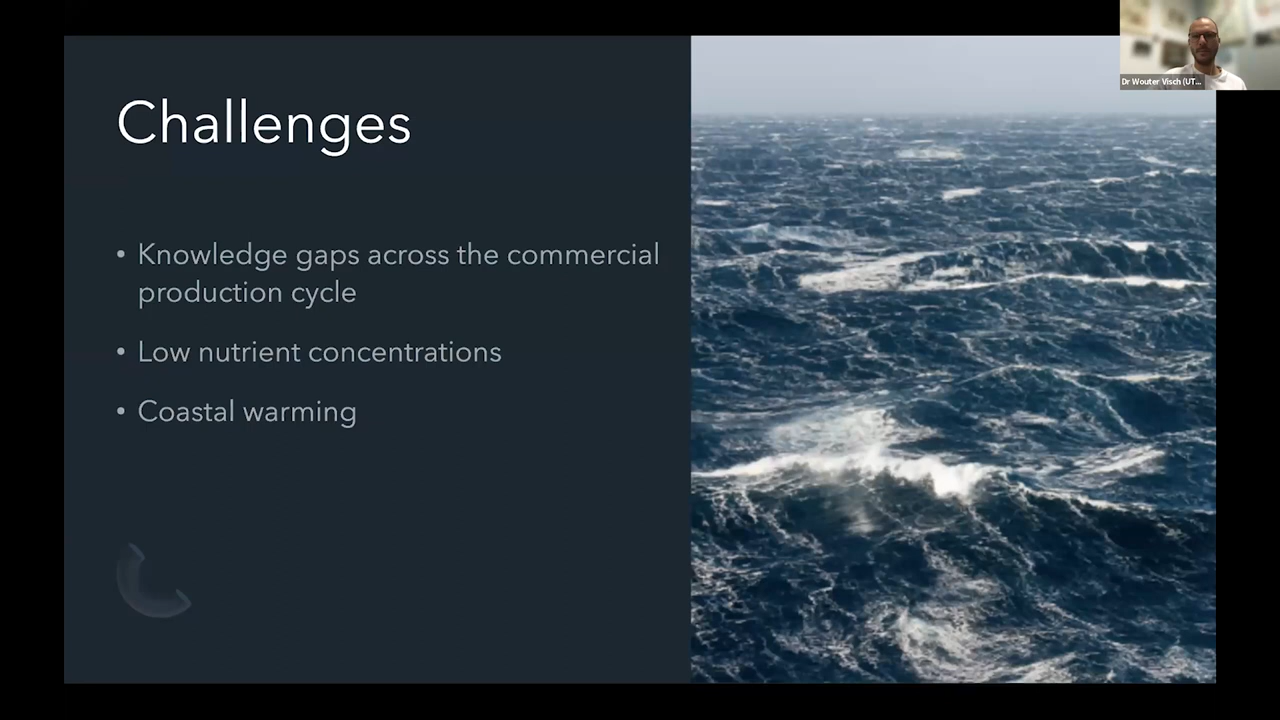 Dr Wouter Visch (UT...
Challenges
• Knowledge gaps across the commercial
production cycle
• Low nutrient concentrations
• Coastal warming